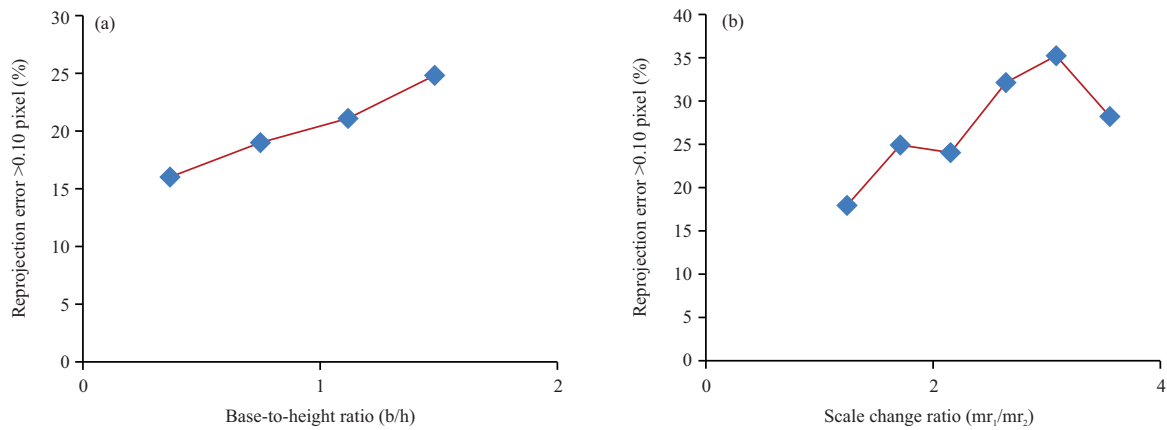 (a)
Reprojection error >0.10 pixel (%)
30
25
20
15
10
5
0
0 1 2
Base-to-height ratio (b/h)
(b)
Reprojection error >0.10 pixel (%)
40
35
30
25
20
15
10
5
0
0 2 4
Scale change ratio (mr₁/mr₂)